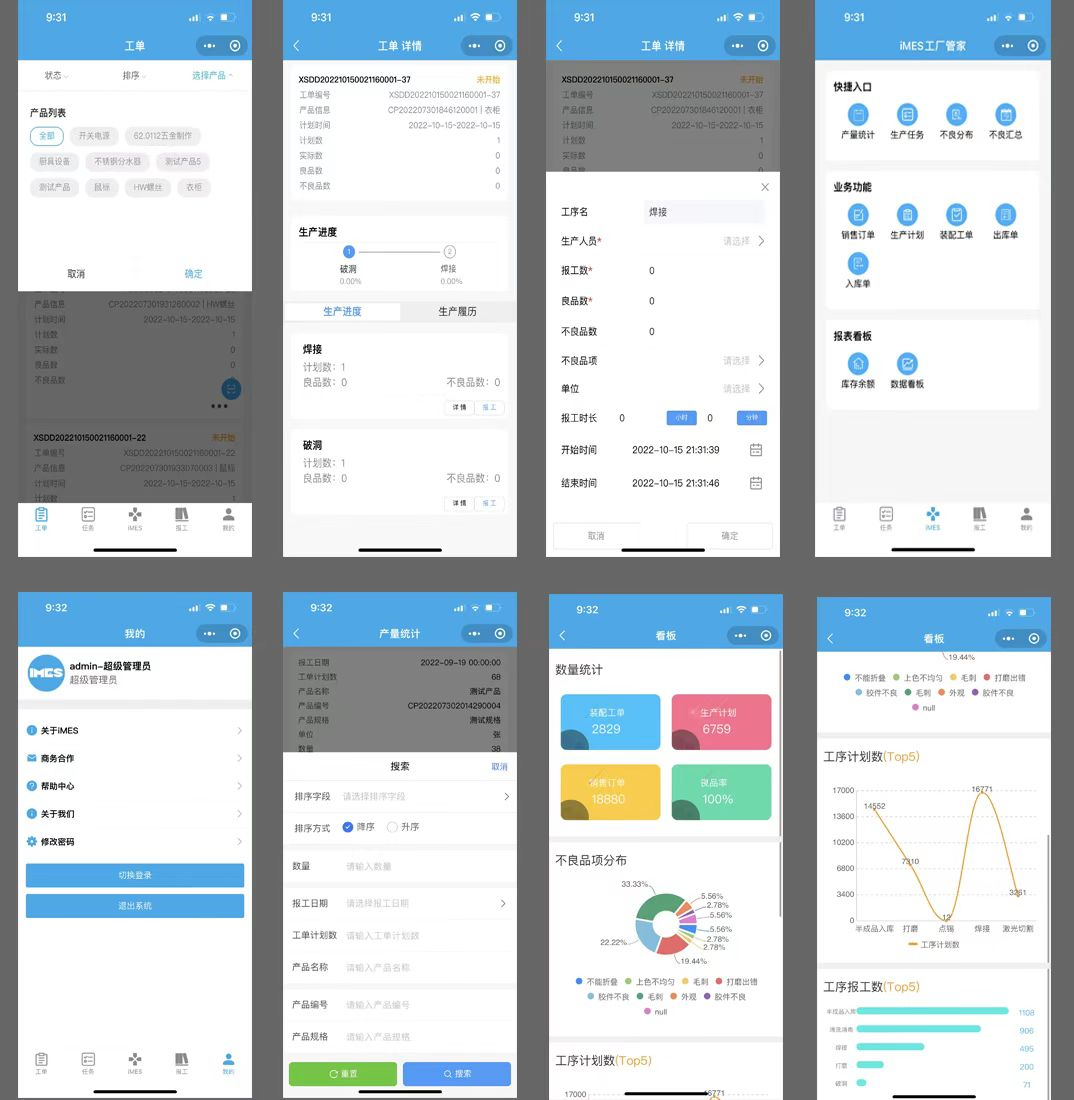 9:31
工单
状态
排序
选择产品
产品列表
全部
开关电源
62.0112五金制作
厨具设备
不锈钢分水器
测试产品5
测试产品
鼠标
HW螺丝
衣柜
取消
确定
产品信息 CP202207301931260002 | HW螺丝
计划时间 2022-10-15-2022-10-15
计划数 1
实际数 0
良品数 0
不良品数 0
XSDD202210150021160001-22 未开始
工单编号 XSDD202210150021160001-22
产品信息 CP202207301933070003 | 鼠标
计划时间 2022-10-15-2022-10-15
计划数 1
工单 任务 iMES 报工 我的
9:31
工单 详情
XSDD202210150021160001-37 未开始
工单编号 XSDD202210150021160001-37
产品信息 CP202207301846120001 | 衣柜
计划时间 2022-10-15-2022-10-15
计划数 1
实际数 0
良品数 0
不良品数 0
生产进度
1 2
破洞 焊接
0.00% 0.00%
生产进度 生产履历
焊接
计划数：1
良品数：0 不良品数：0
详情 报工
破洞
计划数：1
良品数：0 不良品数：0
详情 报工
9:31
工单 详情
XSDD202210150021160001-37 未开始
工单编号 XSDD202210150021160001-37
产品信息 CP202207301846120001 | 衣柜
计划时间 2022-10-15-2022-10-15
计划数 1
实际数 0
良品数 0
工序名 焊接
生产人员* 请选择
报工数* 0
良品数* 0
不良品数 0
不良品项 请选择
单位 请选择
报工时长 0 小时 0 分钟
开始时间 2022-10-15 21:31:39
结束时间 2022-10-15 21:31:46
取消 确定
9:31
iMES工厂管家
快捷入口
产量统计 生产任务 不良分布 不良汇总
业务功能
销售订单 生产计划 装配工单 出库单
入库单
报表看板
库存余额 数据看板
工单 任务 iMES 报工 我的
9:32
我的
iMES
admin-超级管理员
超级管理员
关于iMES
商务合作
帮助中心
关于我们
修改密码
切换登录
退出系统
工单 任务 iMES 报工 我的
9:32
产量统计
报工日期 2022-09-19 00:00:00
工单计划数 68
产品名称 测试产品
产品编号 CP202207302014290004
产品规格 测试规格
单位 张
数量 38
搜索 取消
排序字段 请选择排序字段
排序方式 降序 升序
数量 请输入数量
报工日期 请选择报工日期
工单计划数 请输入工单计划数
产品名称 请输入产品名称
产品编号 请输入产品编号
产品规格 请输入产品规格
重置 搜索
9:32
看板
数量统计
装配工单 生产计划
2829 6759
销售订单 良品率
18880 100%
不良品项分布
33.33%
5.56%
2.78%
5.56%
5.56%
2.78%
2.78%
22.22%
19.44%
不能折叠 上色不均匀 毛刺 打磨出错
胶件不良 毛刺 外观 胶件不良
null
工序计划数(Top5)
17000 16771
9:32
看板
19.44%
不能折叠 上色不均匀 毛刺 打磨出错
胶件不良 毛刺 外观 胶件不良
null
工序计划数(Top5)
17000 16771
14552
13600
10200
7310
6800
3400 3261
0 12
半成品入库 打磨 点锡 焊接 激光切割
工序计划数
工序报工数(Top5)
半成品入库 1108
清洗消毒 906
焊接 495
打磨 200
破洞 71